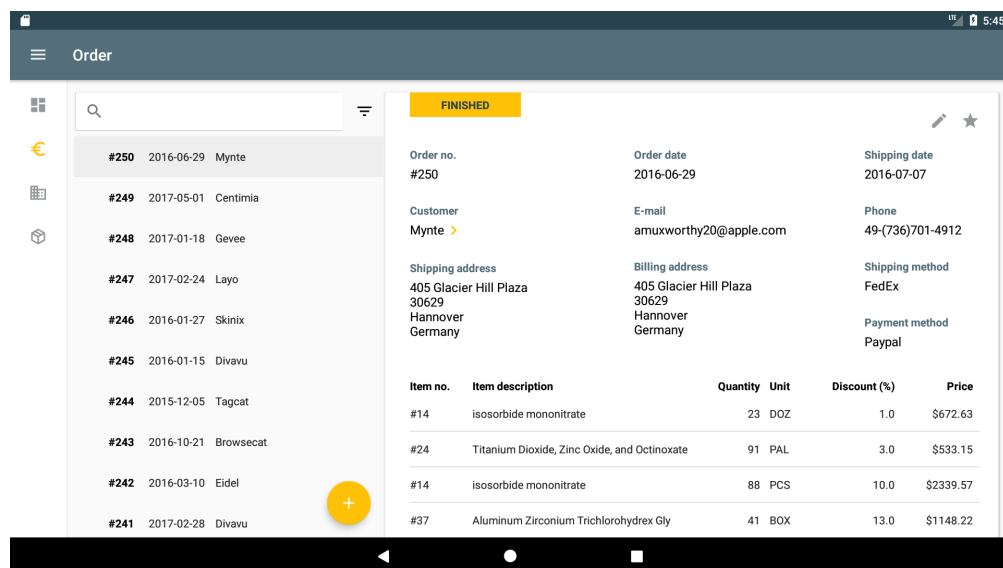 LTE 5:45
Order
#250 2016-06-29 Mynte
#249 2017-05-01 Centimia
#248 2017-01-18 Gevee
#247 2017-02-24 Layo
#246 2016-01-27 Skinix
#245 2016-01-15 Divavu
#244 2015-12-05 Tagcat
#243 2016-10-21 Browsecat
#242 2016-03-10 Eidel
#241 2017-02-28 Divavu
FINISHED
Order no. Order date Shipping date
#250 2016-06-29 2016-07-07
Customer E-mail Phone
Mynte amuxworthy20@apple.com 49-(736)701-4912
Shipping address
405 Glacier Hill Plaza
30629
Hannover
Germany
Billing address
405 Glacier Hill Plaza
30629
Hannover
Germany
Shipping method
FedEx
Payment method
Paypal
Item no. Item description Quantity Unit Discount (%) Price
#14 isosorbide mononitrate 23 DOZ 1.0 $672.63
#24 Titanium Dioxide, Zinc Oxide, and Octinoxate 91 PAL 3.0 $533.15
#14 isosorbide mononitrate 88 PCS 10.0 $2339.57
#37 Aluminum Zirconium Trichlorohydrex Gly 41 BOX 13.0 $1148.22